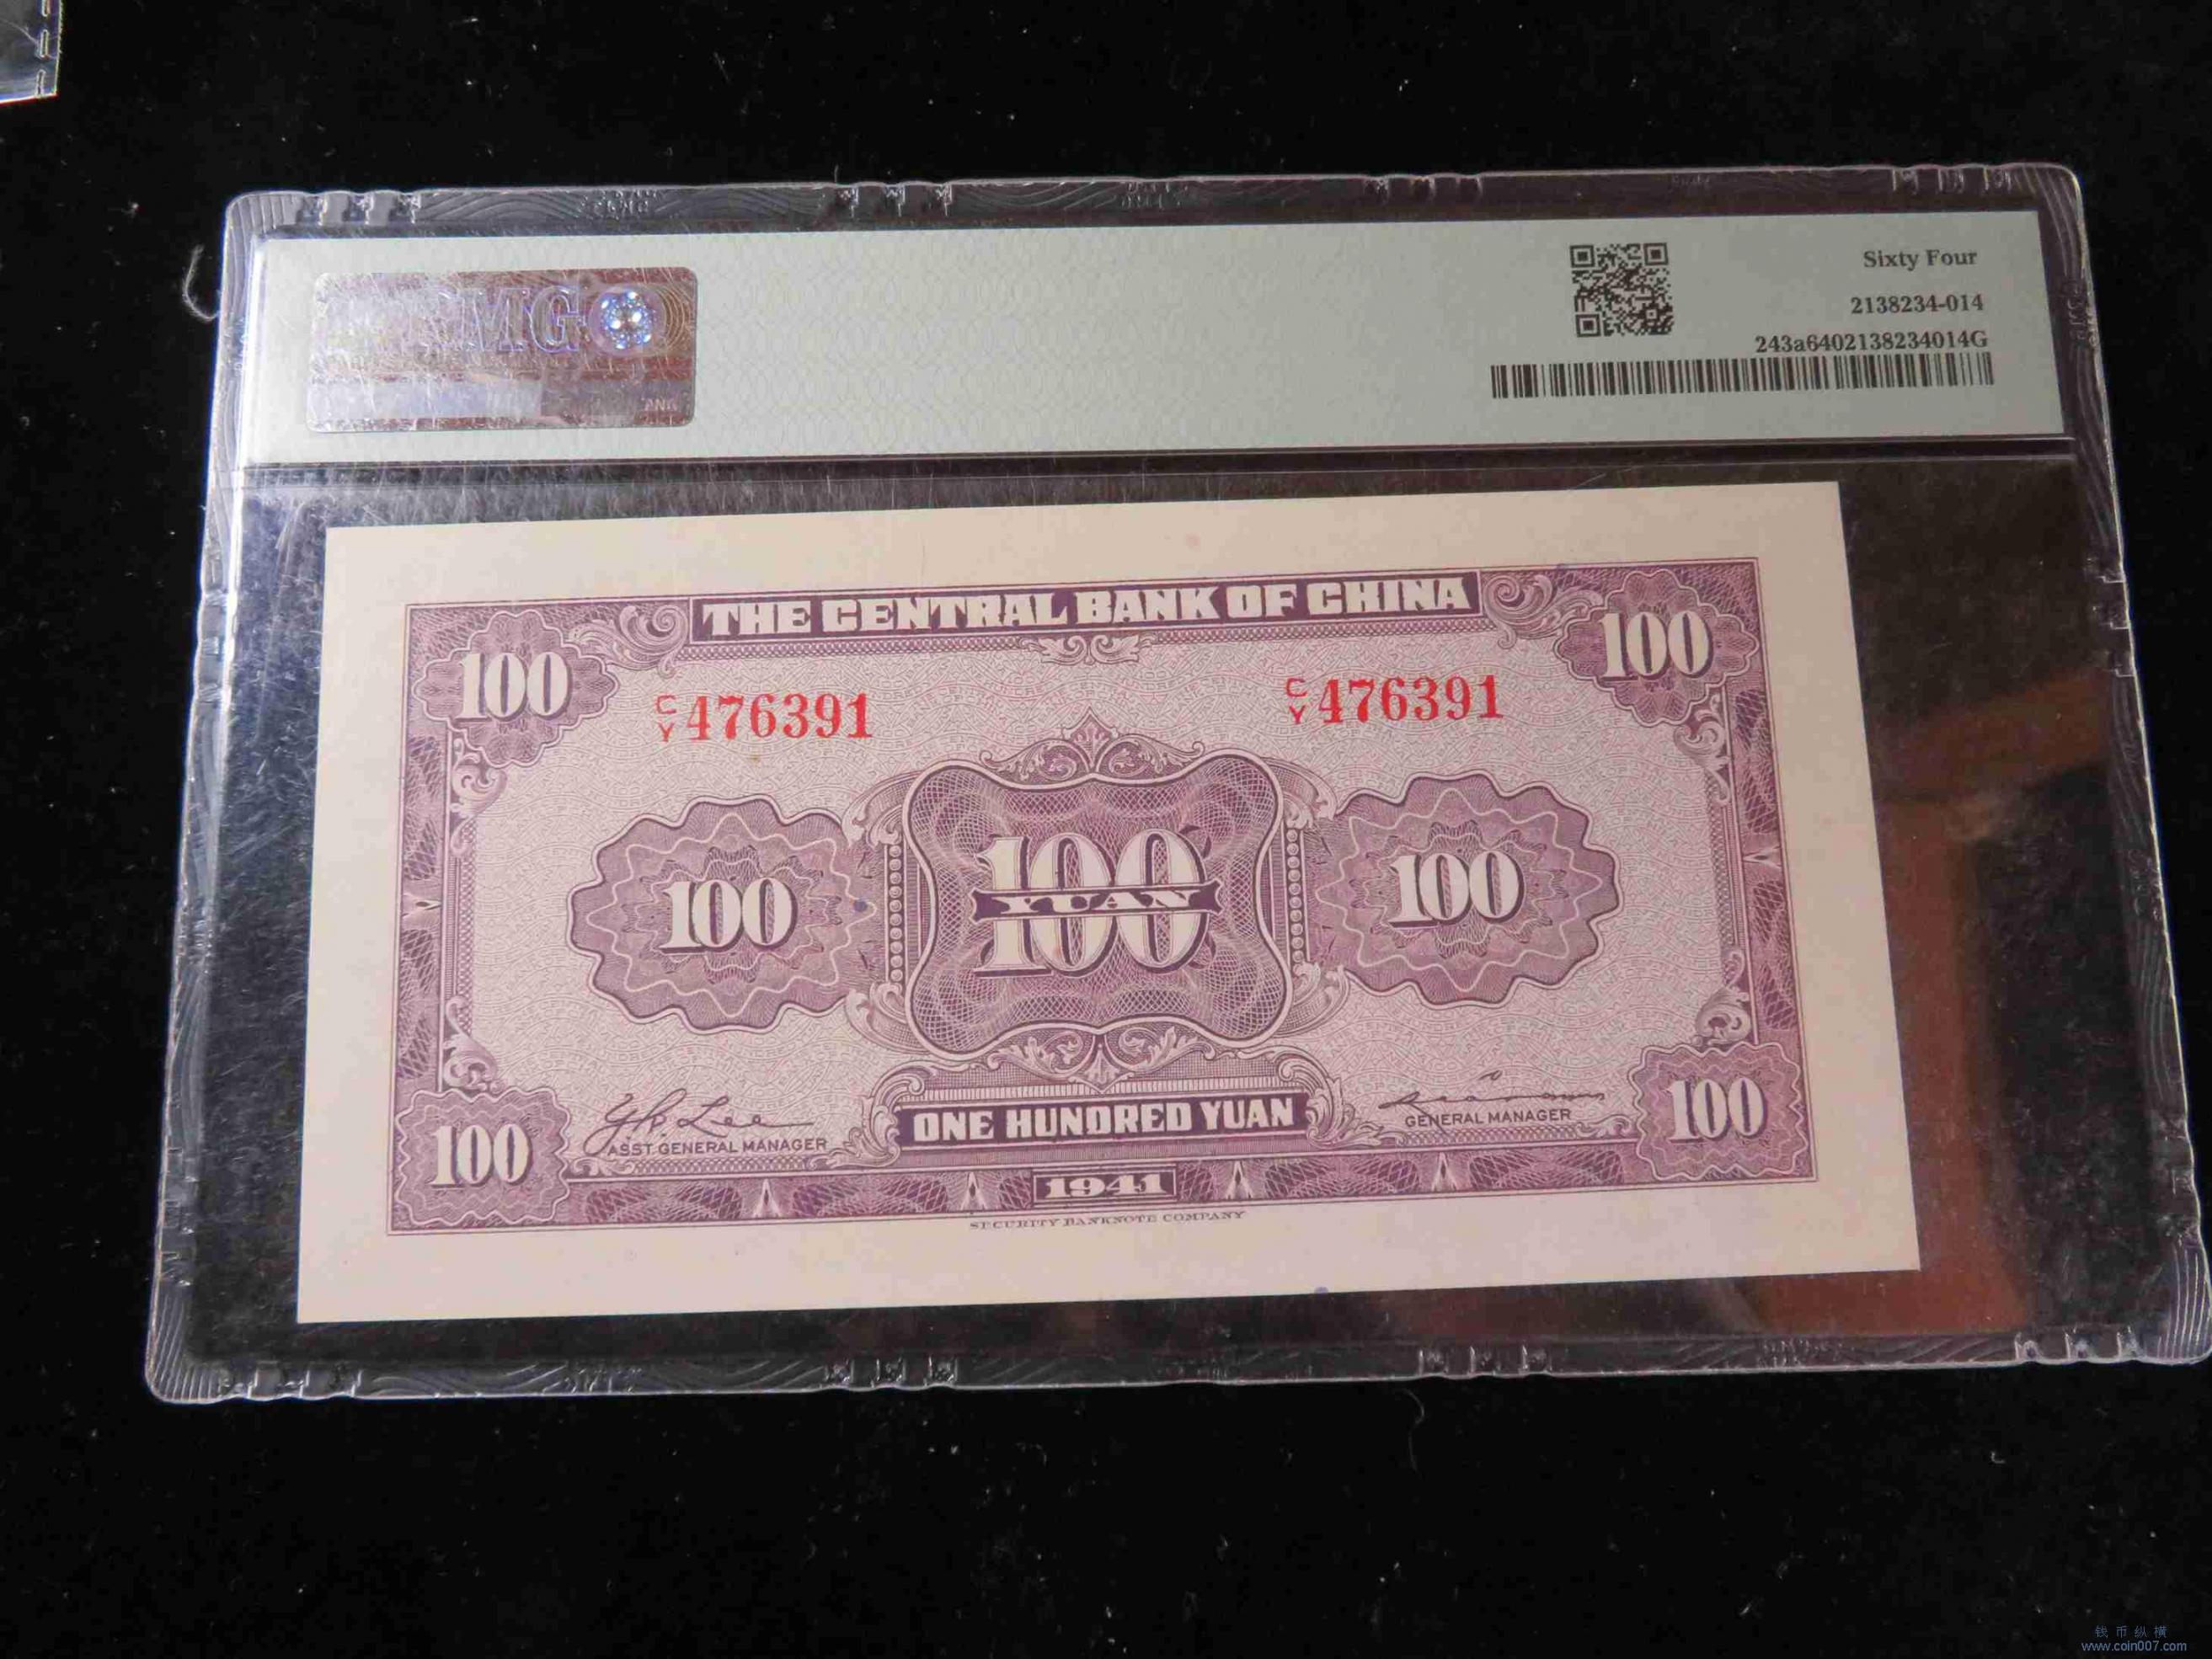 PMG
Sixty Four
2138234-014
243a6402138234014G
THE CENTRAL BANK OF CHINA
100
100
C/Y 476391
C/Y 476391
100
100
YUAN
100
Y K Lee
ASST. GENERAL MANAGER
ONE HUNDRED YUAN
GENERAL MANAGER
100
100
1941
SECURITY BANKNOTE COMPANY
钱币纵横
www.coin007.com